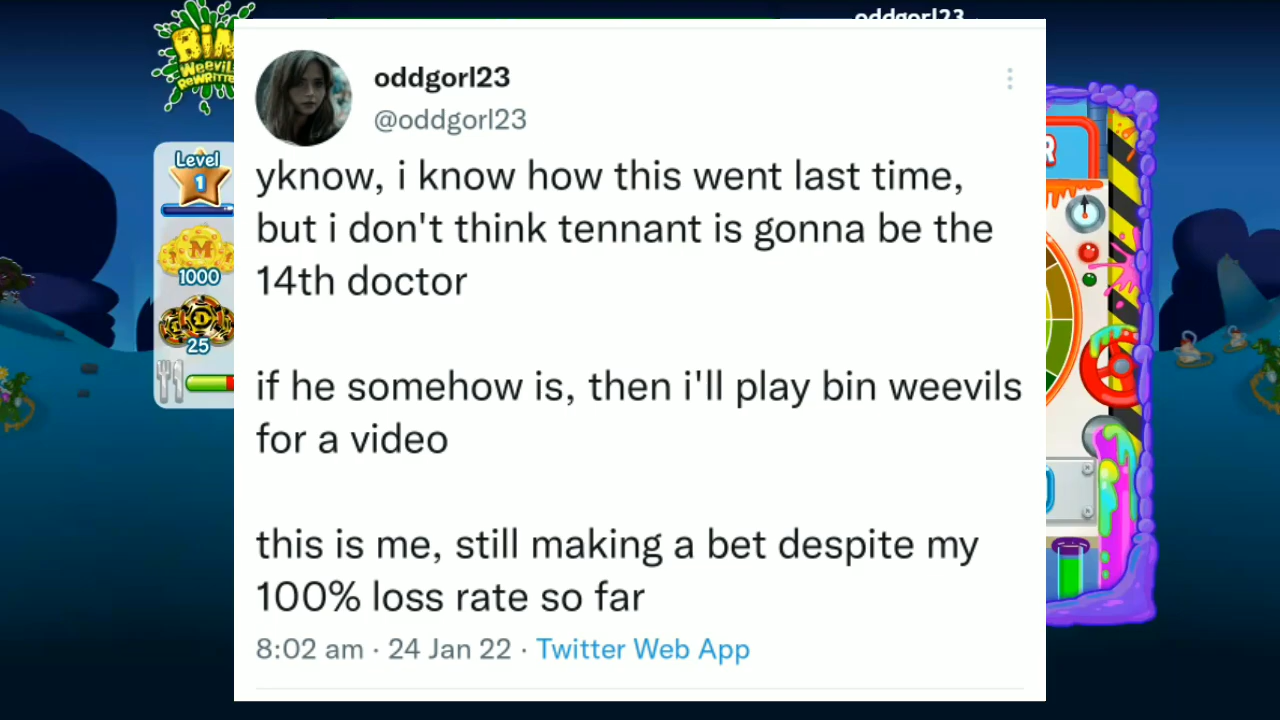 oddgorl23
BiN
WeeviLs
ReWRiTTe
oddgorl23
@oddgorl23
yknow, i know how this went last time,
but i don't think tennant is gonna be the
14th doctor
if he somehow is, then i'll play bin weevils
for a video
this is me, still making a bet despite my
100% loss rate so far
8:02 am · 24 Jan 22 · Twitter Web App
Level
1
M
1000
D
25
R